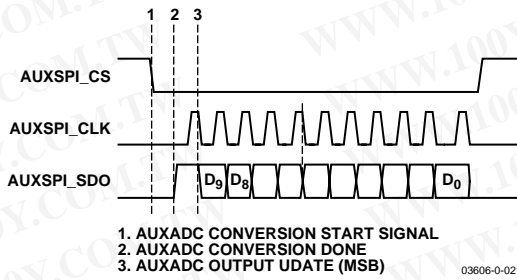 1 2 3
AUXSPI_CS
AUXSPI_CLK
AUXSPI_SDO
D9 D8 D0
1. AUXADC CONVERSION START SIGNAL
2. AUXADC CONVERSION DONE
3. AUXADC OUTPUT UDATE (MSB)
03606-0-02